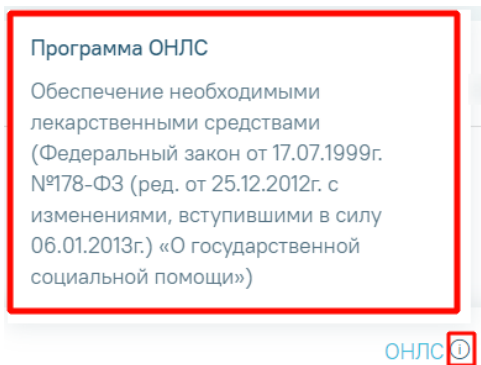 Программа ОНЛС
Обеспечение необходимыми
лекарственными средствами
(Федеральный закон от 17.07.1999г.
№178-ФЗ (ред. от 25.12.2012г. с
изменениями, вступившими в силу
06.01.2013г.) «О государственной
социальной помощи»)
ОНЛС